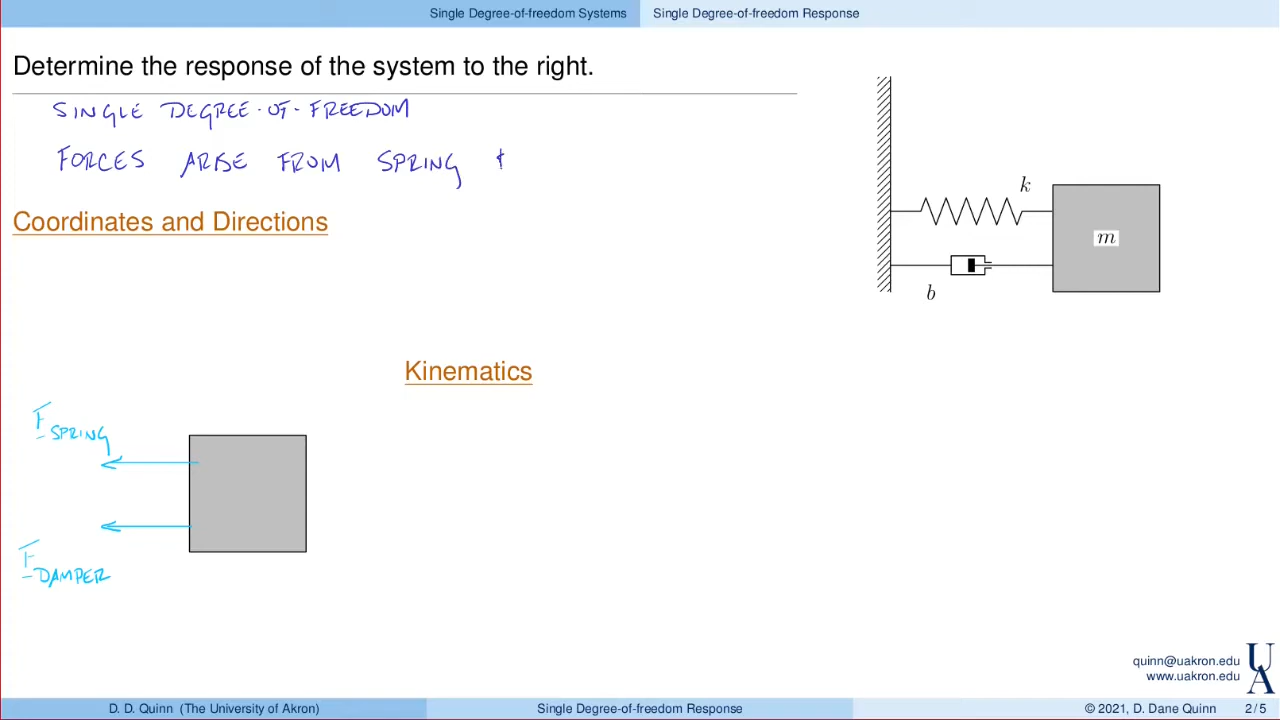 Single Degree-of-freedom Systems
Single Degree-of-freedom Response
Determine the response of the system to the right.
SINGLE DEGREE-OF-FREEDOM
FORCES ARISE FROM SPRING
k
m
b
Coordinates and Directions
Kinematics
F SPRING
F DAMPER
quinn@uakron.edu
www.uakron.edu
UA
D. D. Quinn (The University of Akron)
Single Degree-of-freedom Response
© 2021, D. Dane Quinn
2 / 5